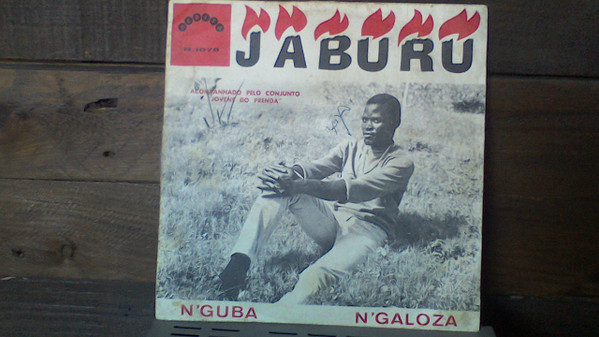 JABURU
ACOMPANHADO PELO CONJUNTO
JOVENS DO PRENDA"
N'GUBA N'GALOZA